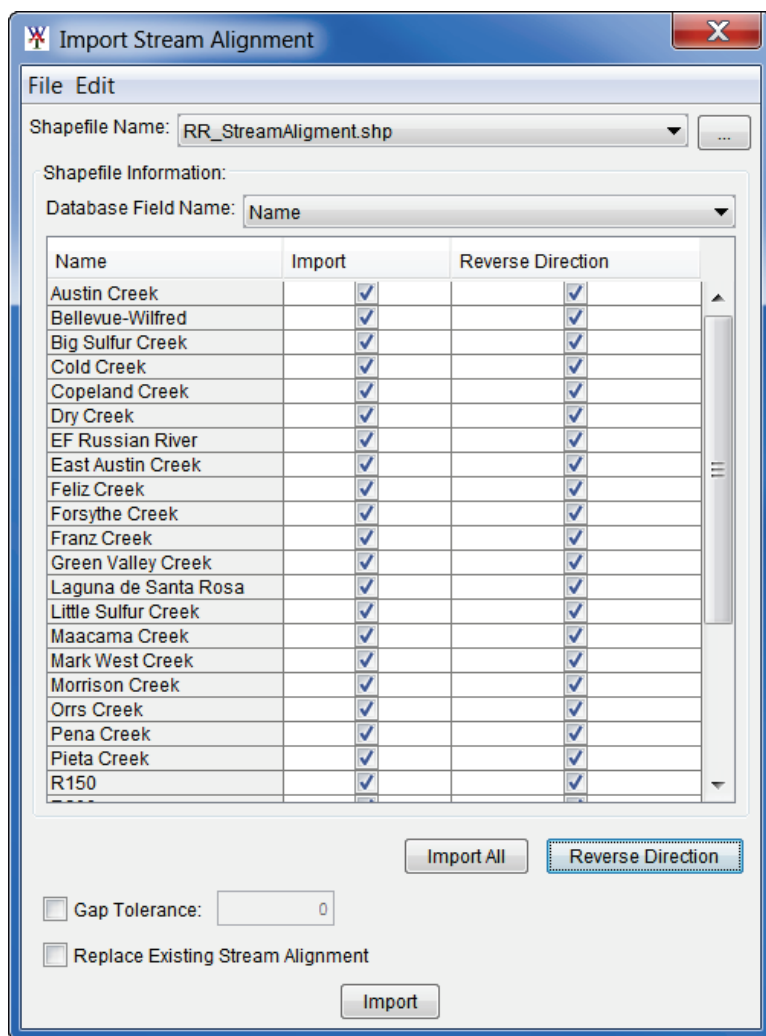 Import Stream Alignment
File Edit
Shapefile Name: RR_StreamAligment.shp ...
Shapefile Information:
Database Field Name: Name
Name Import Reverse Direction
Austin Creek
Bellevue-Wilfred
Big Sulfur Creek
Cold Creek
Copeland Creek
Dry Creek
EF Russian River
East Austin Creek
Feliz Creek
Forsythe Creek
Franz Creek
Green Valley Creek
Laguna de Santa Rosa
Little Sulfur Creek
Maacama Creek
Mark West Creek
Morrison Creek
Orrs Creek
Pena Creek
Pieta Creek
R150
Import All Reverse Direction
Gap Tolerance: 0
Replace Existing Stream Alignment
Import